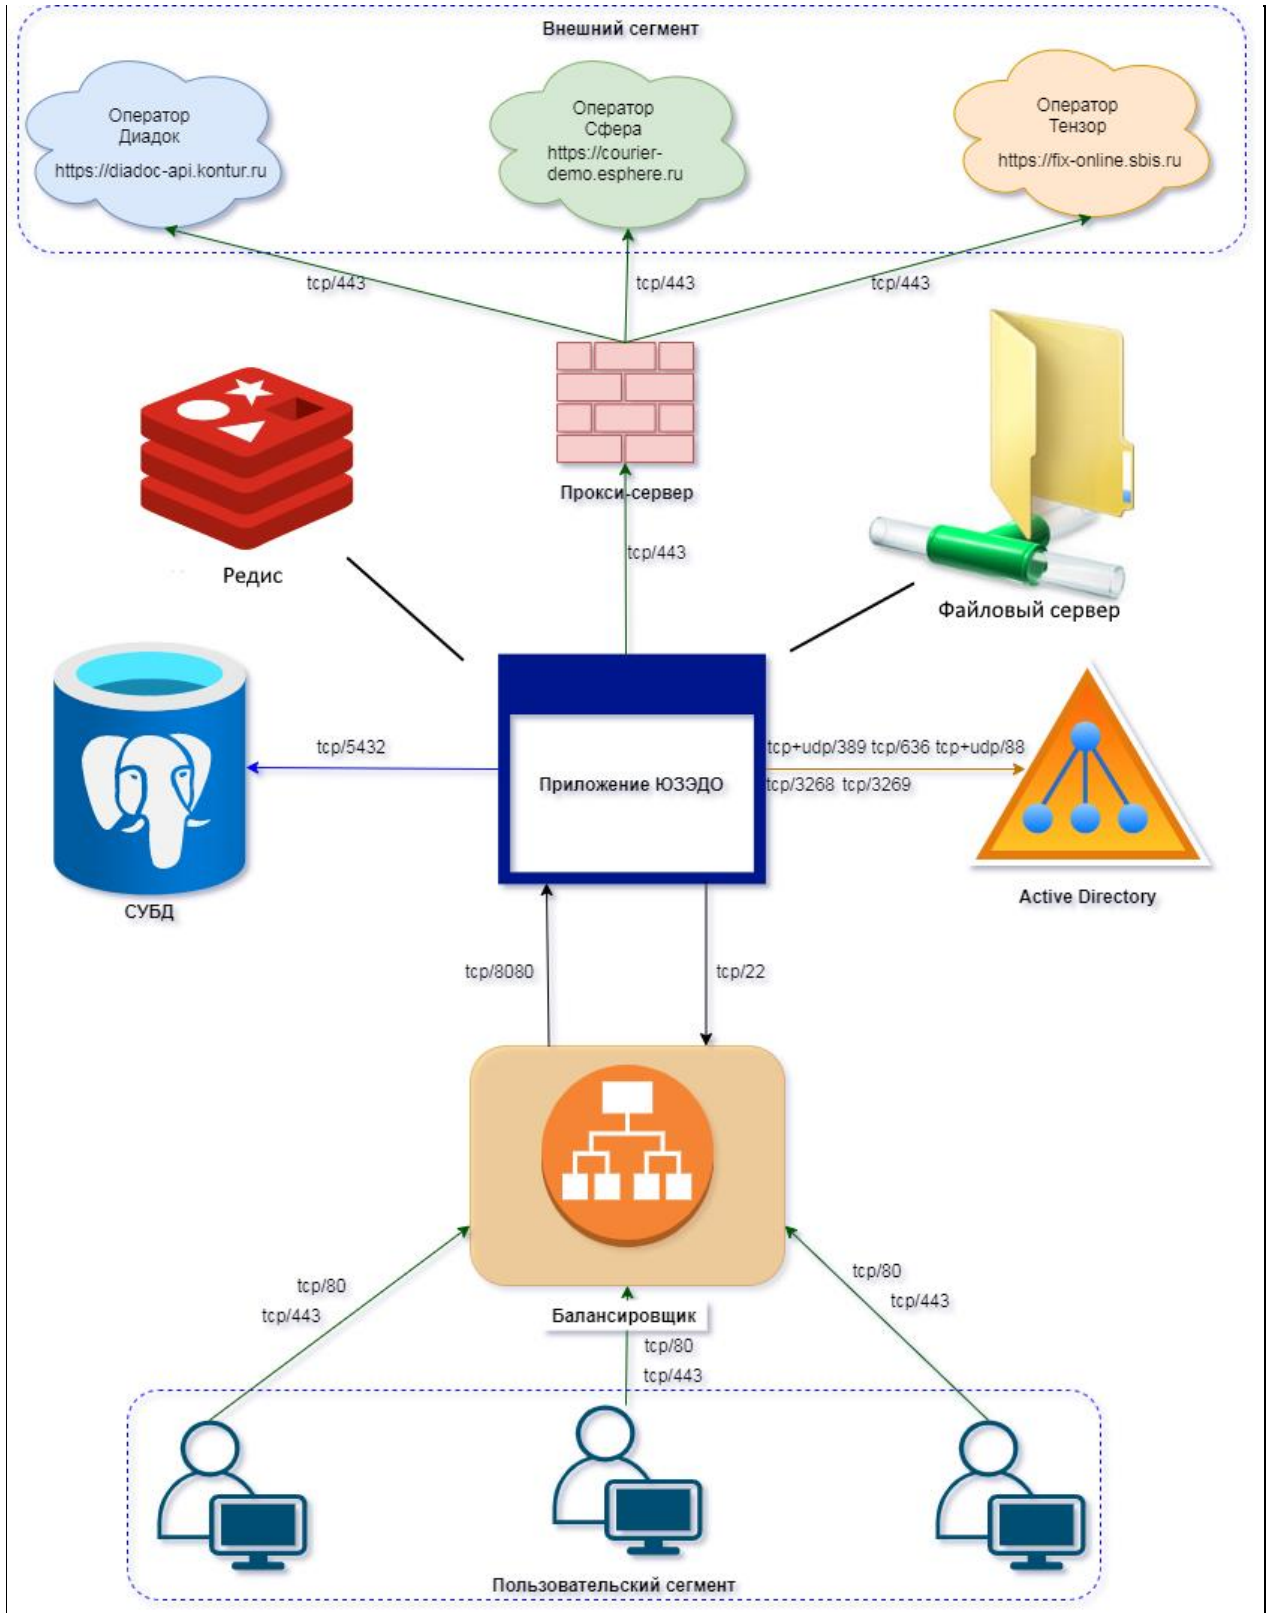 Внешний сегмент
Оператор
Диадок
https://diadoc-api.kontur.ru
Оператор
Сфера
https://courier-
demo.esphere.ru
Оператор
Тензор
https://fix-online.sbis.ru
tcp/443
tcp/443
tcp/443
Прокси-сервер
tcp/443
Редис
Файловый сервер
tcp/5432
СУБД
Приложение ЮЗЭДО
tcp+udp/389 tcp/636 tcp+udp/88
tcp/3268 tcp/3269
Active Directory
tcp/8080
tcp/22
Балансировщик
tcp/80
tcp/443
tcp/80
tcp/443
tcp/80
tcp/443
Пользовательский сегмент